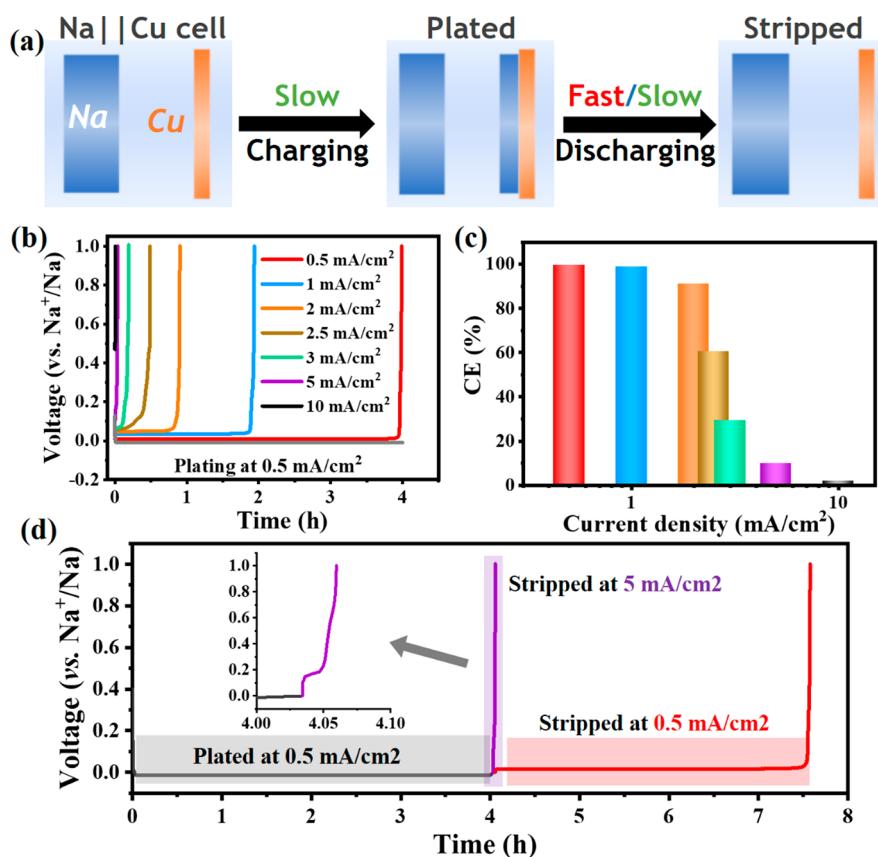 (a)
Na||Cu cell
Plated
Stripped
Na
Cu
Slow
Charging
Fast/Slow
Discharging
(b)
Voltage (vs. Na⁺/Na)
1.0
0.8
0.6
0.4
0.2
0.0
-0.2
0.5 mA/cm²
1 mA/cm²
2 mA/cm²
2.5 mA/cm²
3 mA/cm²
5 mA/cm²
10 mA/cm²
Plating at 0.5 mA/cm²
0 1 2 3 4
Time (h)
(c)
CE (%)
100
80
60
40
20
0
1 10
Current density (mA/cm²)
(d)
Voltage (vs. Na⁺/Na)
1.0
0.8
0.6
0.4
0.2
0.0
1.0
0.8
0.6
0.4
0.2
0.0
4.00 4.05 4.10
Stripped at 5 mA/cm2
Stripped at 0.5 mA/cm2
Plated at 0.5 mA/cm2
0 1 2 3 4 5 6 7 8
Time (h)